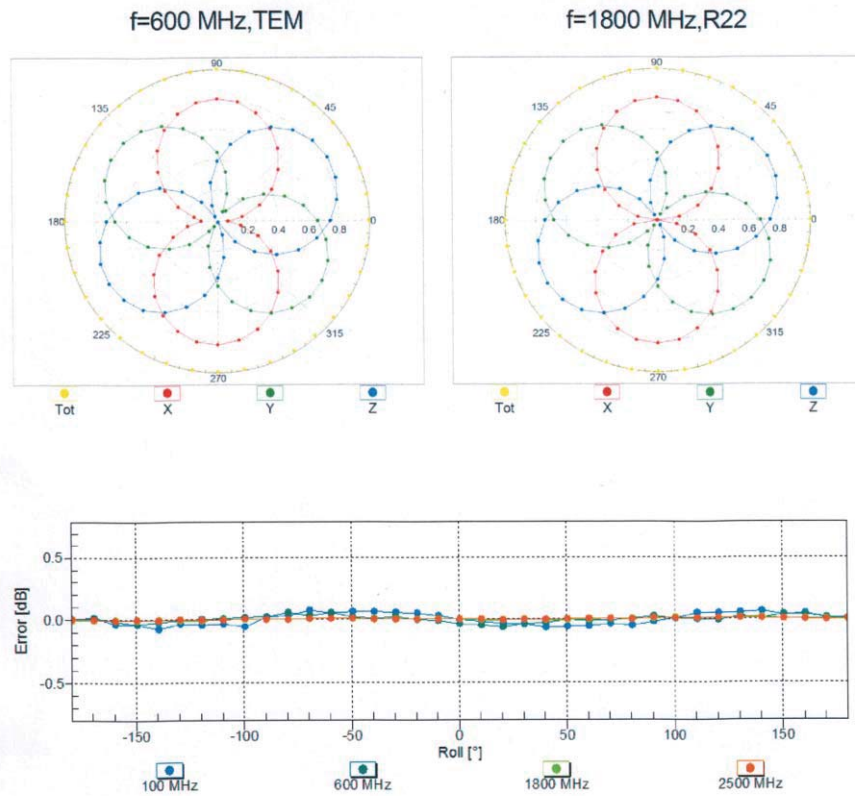 f=600 MHz,TEM
f=1800 MHz,R22
90
135
45
180
0
0.2 0.4 0.6 0.8
225
315
270
Tot X Y Z
90
135
45
180
0
0.2 0.4 0.6 0.8
225
315
270
Tot X Y Z
0.5
0.0
-0.5
Error [dB]
-150 -100 -50 0 50 100 150
Roll [°]
100 MHz 600 MHz 1800 MHz 2500 MHz